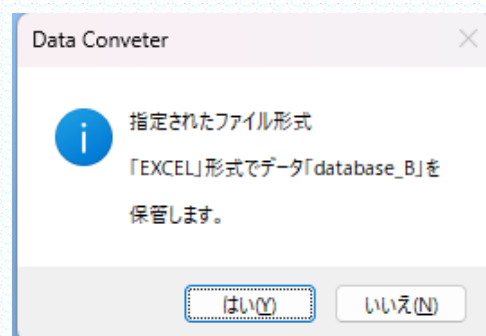 Data Conveter
指定されたファイル形式
「EXCEL」形式でデータ「database_B」を
保管します。
はい(Y)
いいえ(N)